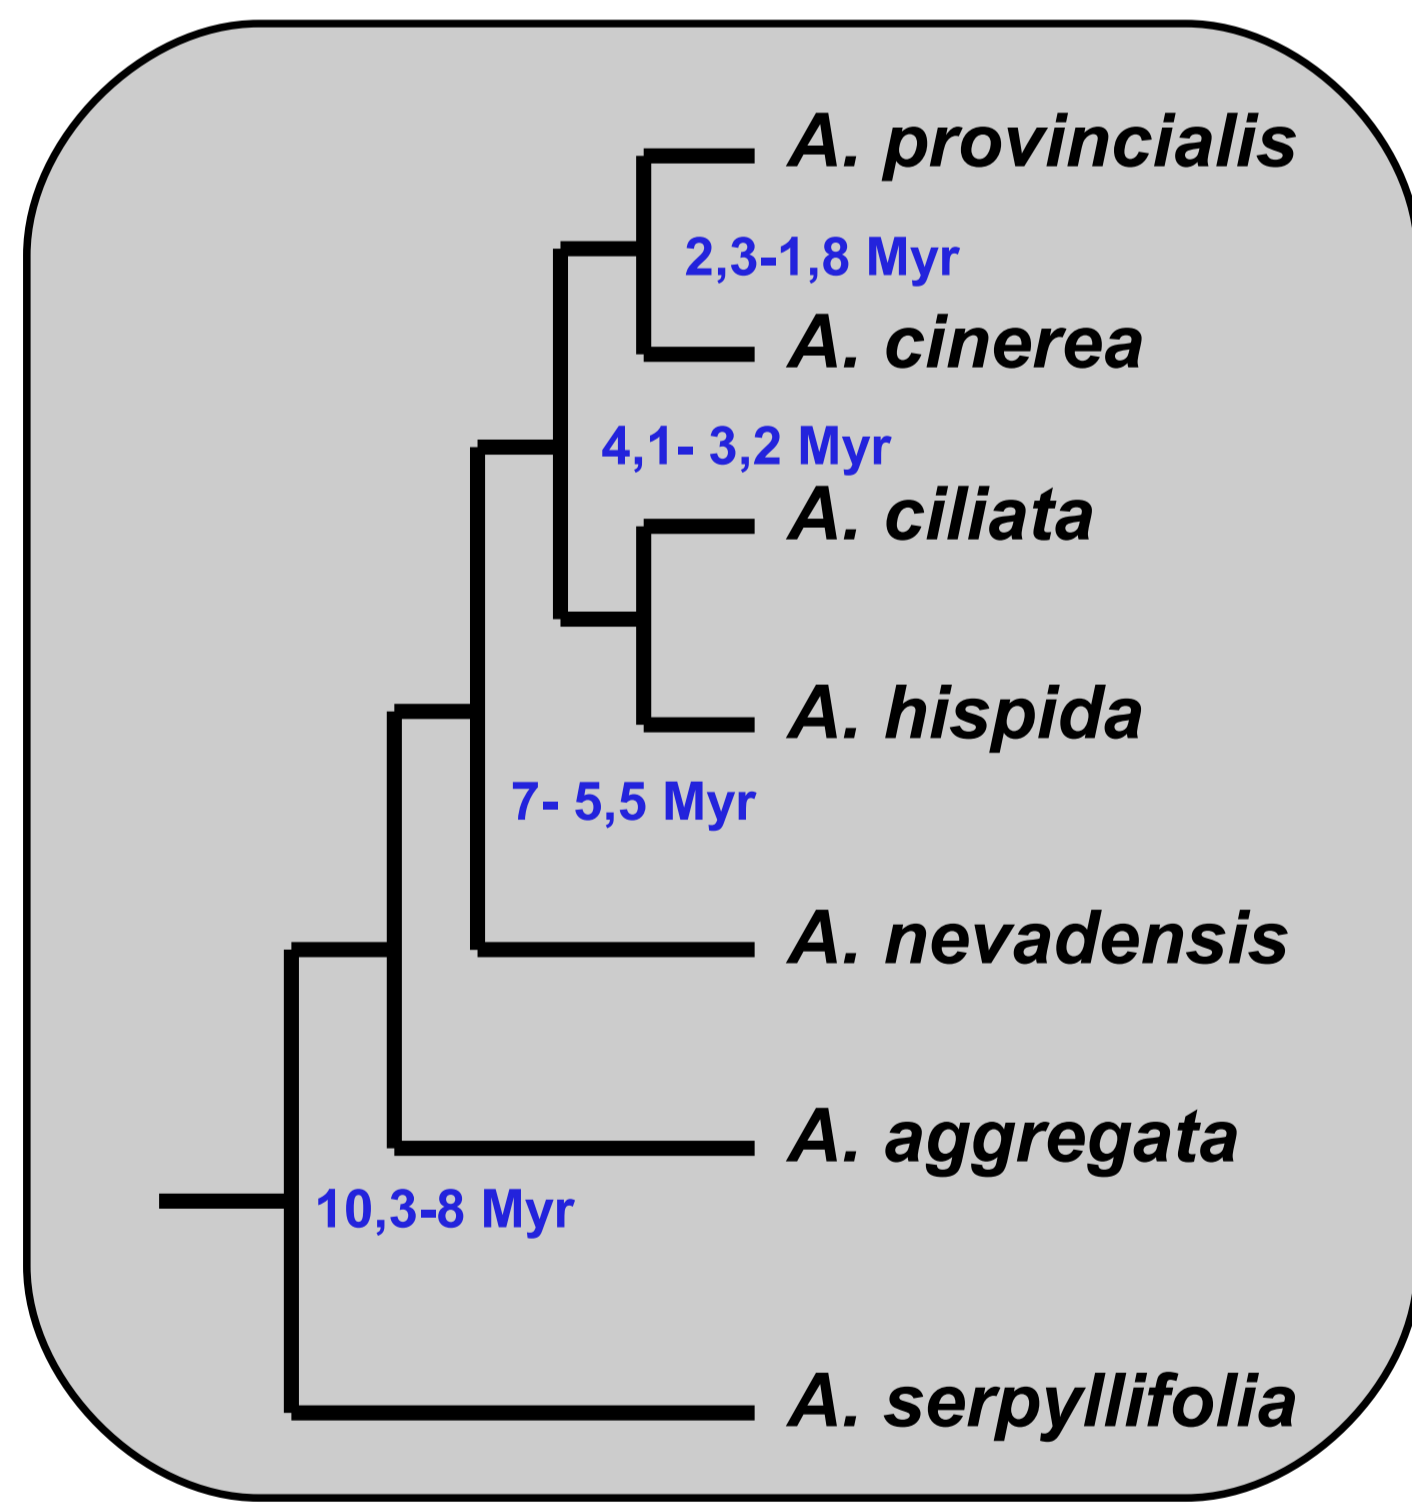 A. provincialis
2,3-1,8 Myr
A. cinerea
4,1- 3,2 Myr
A. ciliata
A. hispida
7- 5,5 Myr
A. nevadensis
A. aggregata
10,3-8 Myr
A. serpyllifolia